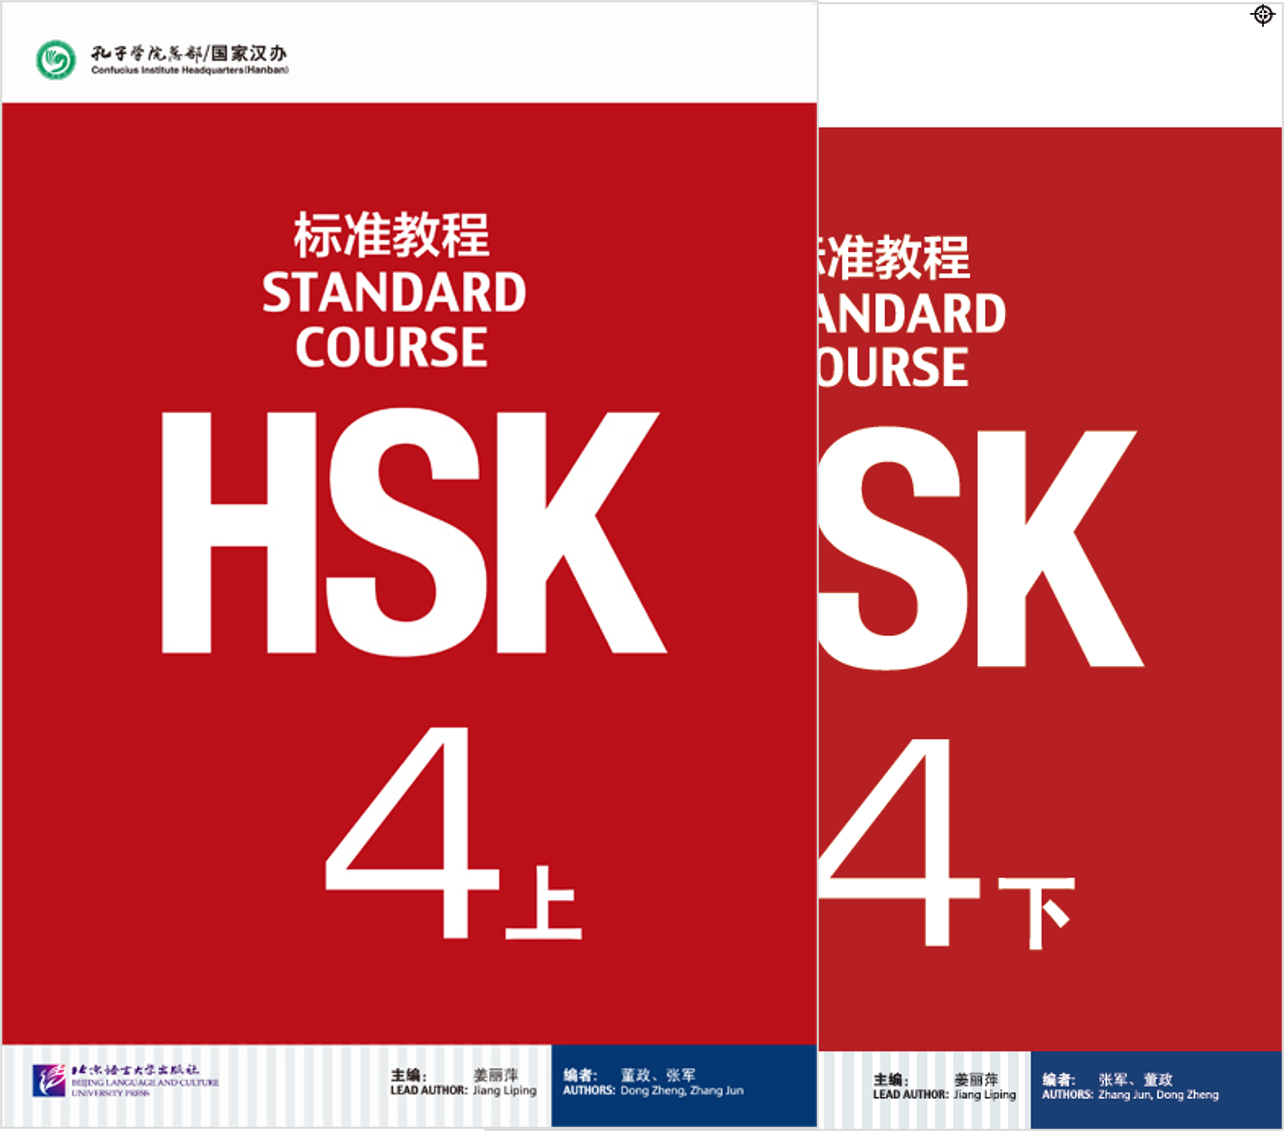 孔子学院总部/国家汉办
Confucius Institute Headquarters(Hanban)
标准教程
STANDARD
COURSE
HSK
4上
北京语言大学出版社
BEIJING LANGUAGE AND CULTURE
UNIVERSITY PRESS
主编： 姜丽萍
LEAD AUTHOR: Jiang Liping
编者： 董政、张军
AUTHORS: Dong Zheng, Zhang Jun
准教程
ANDARD
OURSE
SK
4下
主编： 姜丽萍
LEAD AUTHOR: Jiang Liping
编者： 张军、董政
AUTHORS: Zhang Jun, Dong Zheng